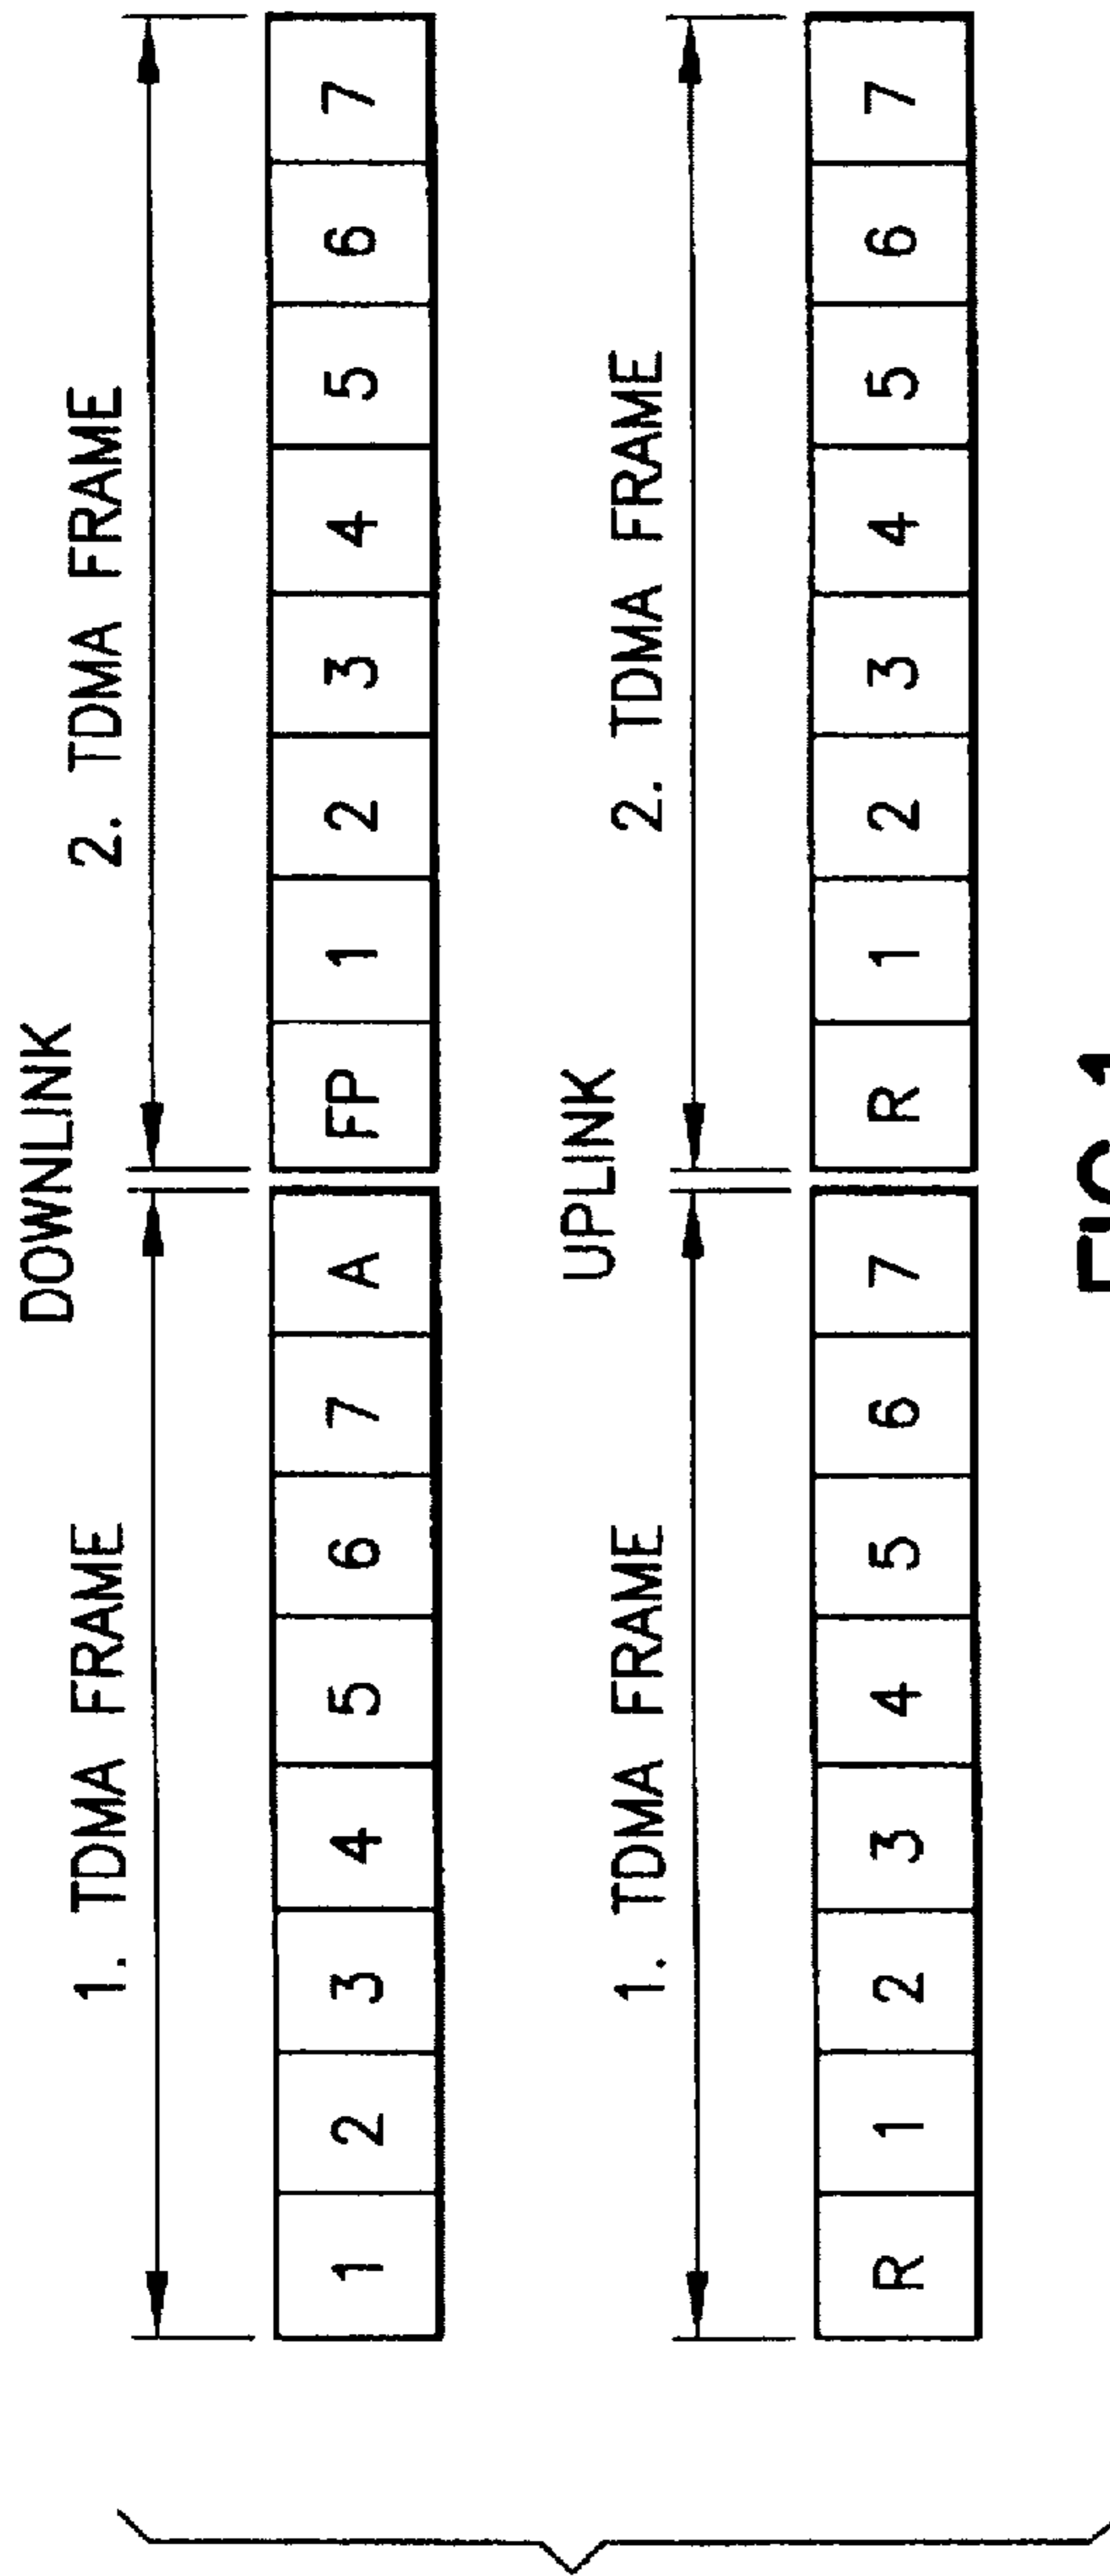 DOWNLINK
1. TDMA FRAME 2. TDMA FRAME
1 2 3 4 5 6 7 A FP 1 2 3 4 5 6 7
UPLINK
1. TDMA FRAME 2. TDMA FRAME
R 1 2 3 4 5 6 7 R 1 2 3 4 5 6 7